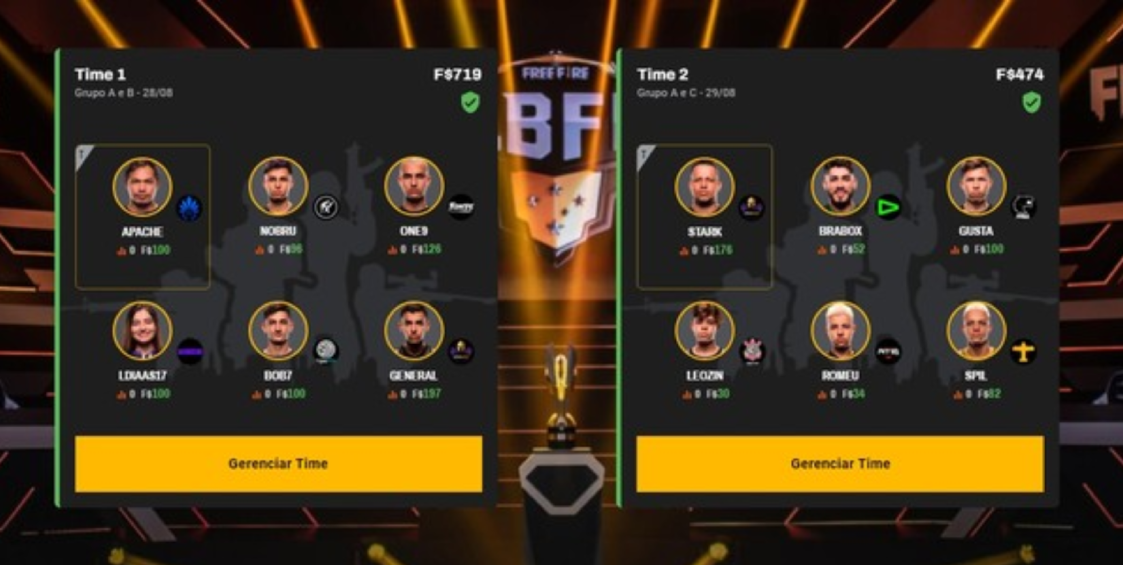 FREE FIRE
LBFF
Time 1
F$719
Grupo A e B - 28/08
APACHE
NOBRU
ONE9
0 F$100
0 F$96
0 F$126
LDIAAS17
BOB7
GENERAL
0 F$100
0 F$100
0 F$197
Gerenciar Time
Time 2
F$474
Grupo A e C - 29/08
STARK
BRABOX
GUSTA
0 F$176
0 F$52
0 F$100
LEOZIN
ROMEU
SPIL
0 F$30
0 F$34
0 F$82
Gerenciar Time